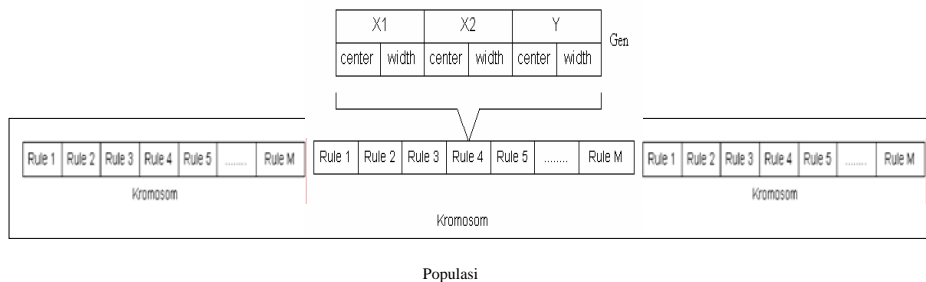 X1 X2 Y
Gen
center width center width center width
Rule 1 Rule 2 Rule 3 Rule 4 Rule 5 ........ Rule M
Kromosom
Rule 1 Rule 2 Rule 3 Rule 4 Rule 5 ........ Rule M
Kromosom
Rule 1 Rule 2 Rule 3 Rule 4 Rule 5 ........ Rule M
Kromosom
Populasi